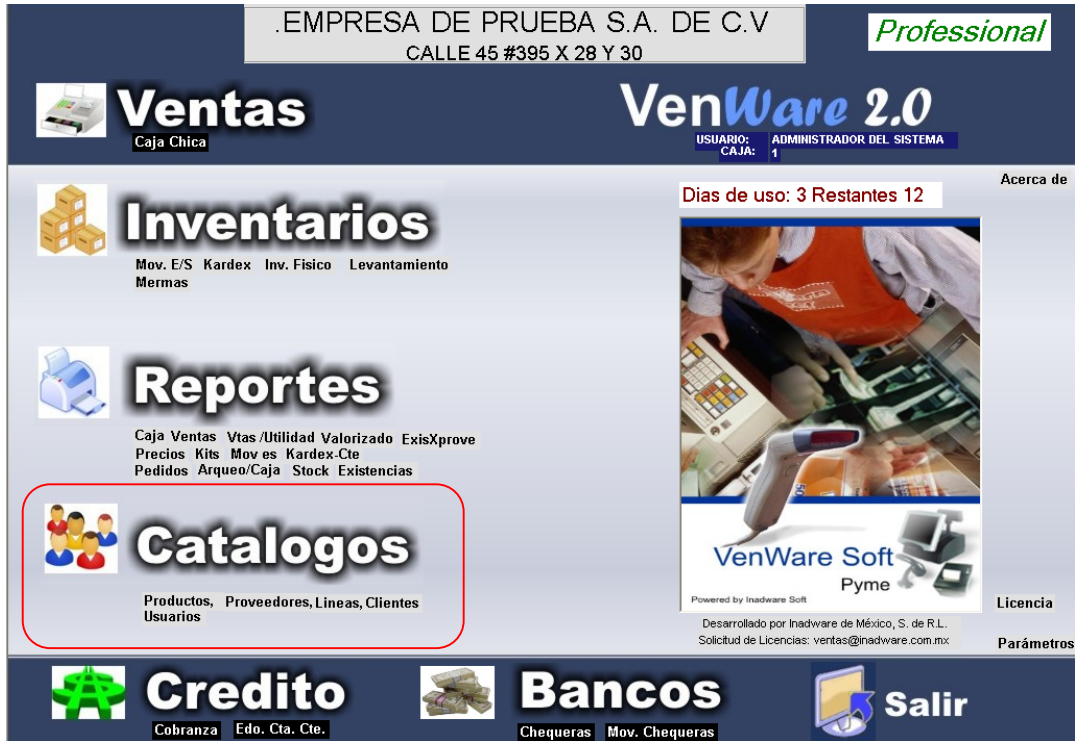 .EMPRESA DE PRUEBA S.A. DE C.V
CALLE 45 #395 X 28 Y 30
Professional
Ventas
Caja Chica
VenWare 2.0
USUARIO: ADMINISTRADOR DEL SISTEMA
CAJA: 1
Acerca de
Inventarios
Mov. E/S Kardex Inv. Fisico Levantamiento
Mermas
Dias de uso: 3 Restantes 12
Reportes
Caja Ventas Vtas /Utilidad Valorizado ExisXprove
Precios Kits Mov es Kardex-Cte
Pedidos Arqueo/Caja Stock Existencias
Catalogos
Productos, Proveedores, Lineas, Clientes
Usuarios
50
VenWare Soft
Pyme
Powered by Inadware Soft
Desarrollado por Inadware de México, S. de R.L.
Solicitud de Licencias: ventas@inadware.com.mx
Licencia
Parámetros
Credito
Cobranza Edo. Cta. Cte.
Bancos
Chequeras Mov. Chequeras
Salir